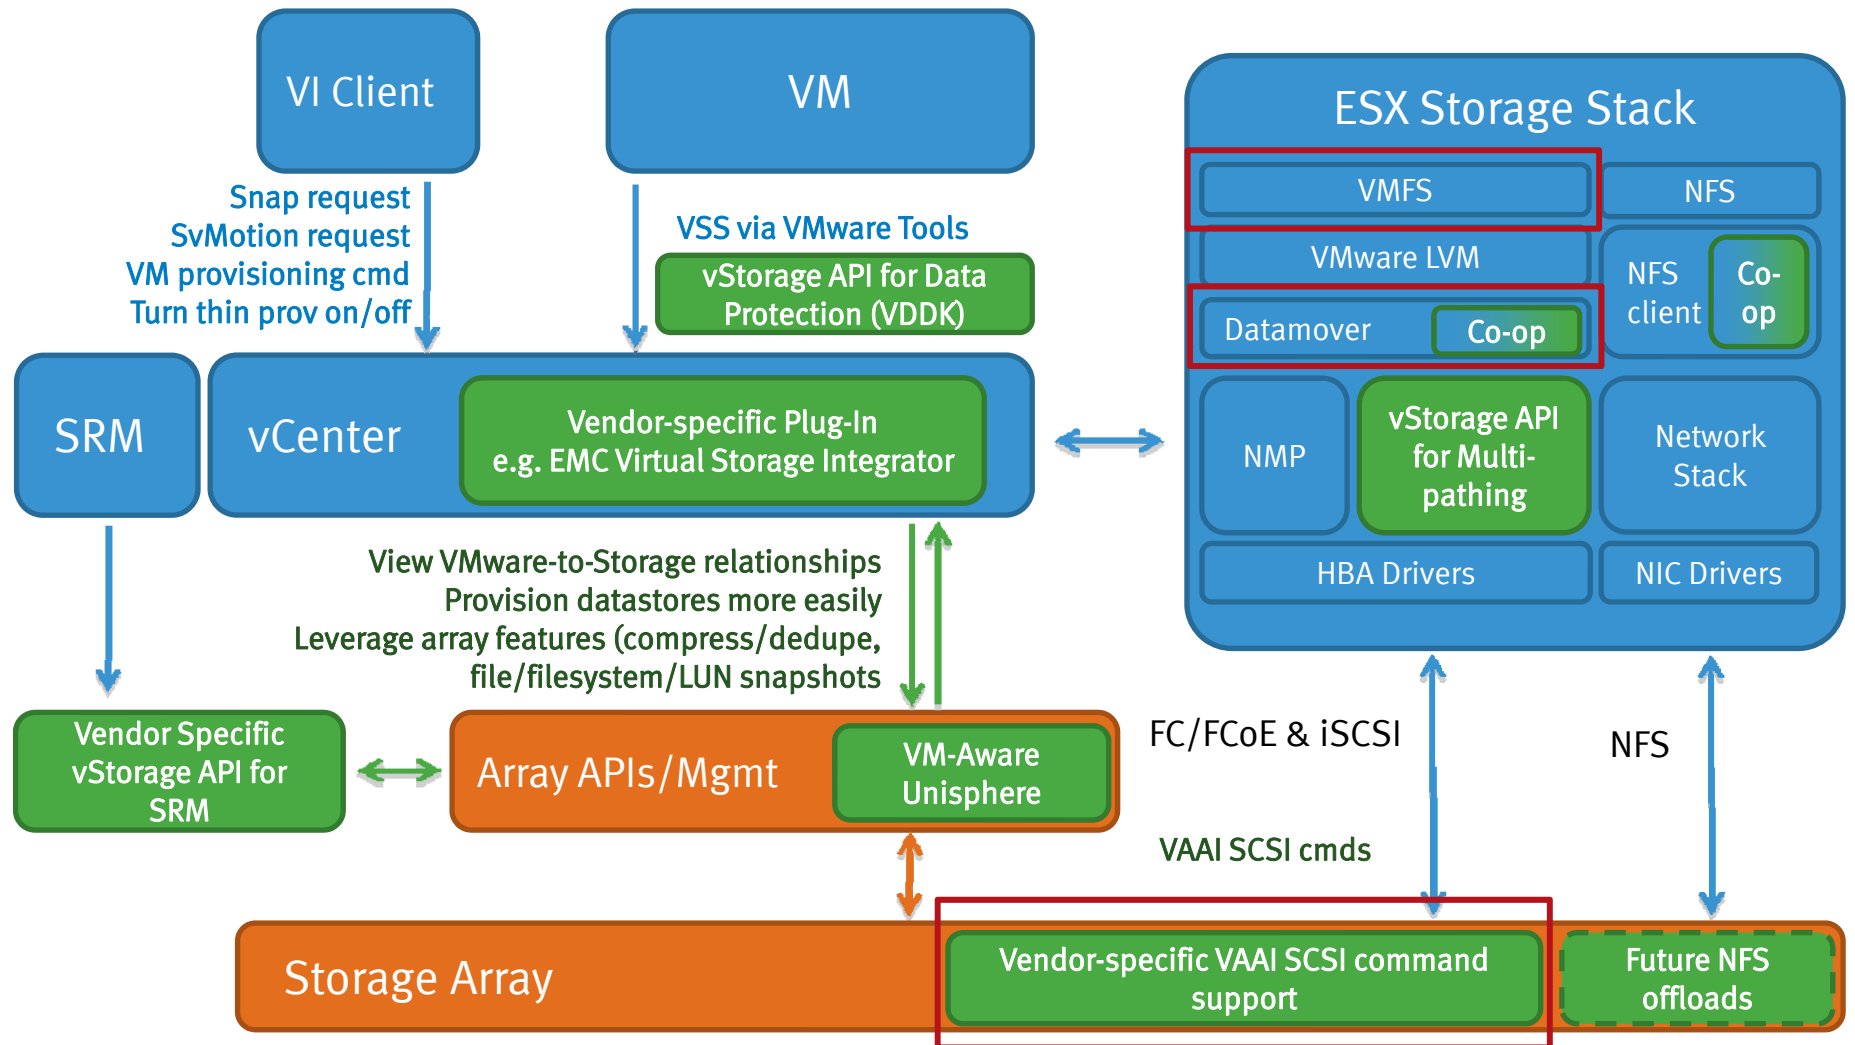 VI Client
VM
Snap request
SvMotion request
VM provisioning cmd
Turn thin prov on/off
VSS via VMware Tools
vStorage API for Data
Protection (VDDK)
SRM
vCenter
Vendor-specific Plug-In
e.g. EMC Virtual Storage Integrator
View VMware-to-Storage relationships
Provision datastores more easily
Leverage array features (compress/dedupe,
file/filesystem/LUN snapshots
Vendor Specific
vStorage API for
SRM
Array APIs/Mgmt
VM-Aware
Unisphere
ESX Storage Stack
VMFS
NFS
VMware LVM
NFS
client
Co-
op
Datamover
Co-op
NMP
vStorage API
for Multi-
pathing
Network
Stack
HBA Drivers
NIC Drivers
FC/FCoE & iSCSI
NFS
VAAI SCSI cmds
Storage Array
Vendor-specific VAAI SCSI command
support
Future NFS
offloads